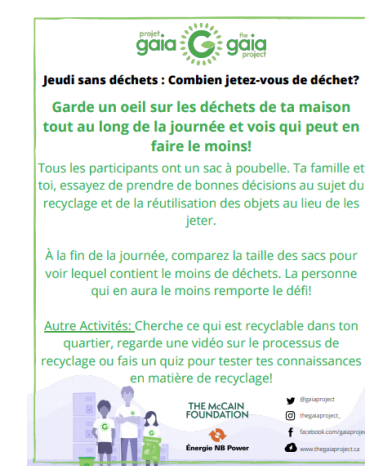 projet gaia G the gaia project
Jeudi sans déchets : Combien jetez-vous de déchet?
Garde un oeil sur les déchets de ta maison
tout au long de la journée et vois qui peut en
faire le moins!
Tous les participants ont un sac à poubelle. Ta famille et
toi, essayez de prendre de bonnes décisions au sujet du
recyclage et de la réutilisation des objets au lieu de les
jeter.
À la fin de la journée, comparez la taille des sacs pour
voir lequel contient le moins de déchets. La personne
qui en aura le moins remporte le défi!
Autre Activités: Cherche ce qui est recyclable dans ton
quartier, regarde une vidéo sur le processus de
recyclage ou fais un quiz pour tester tes connaissances
en matière de recyclage!
THE McCAIN
FOUNDATION
Énergie NB Power
@gaiaproject
thegaiaproject_
facebook.com/gaiaprojec
www.thegaiaproject.ca